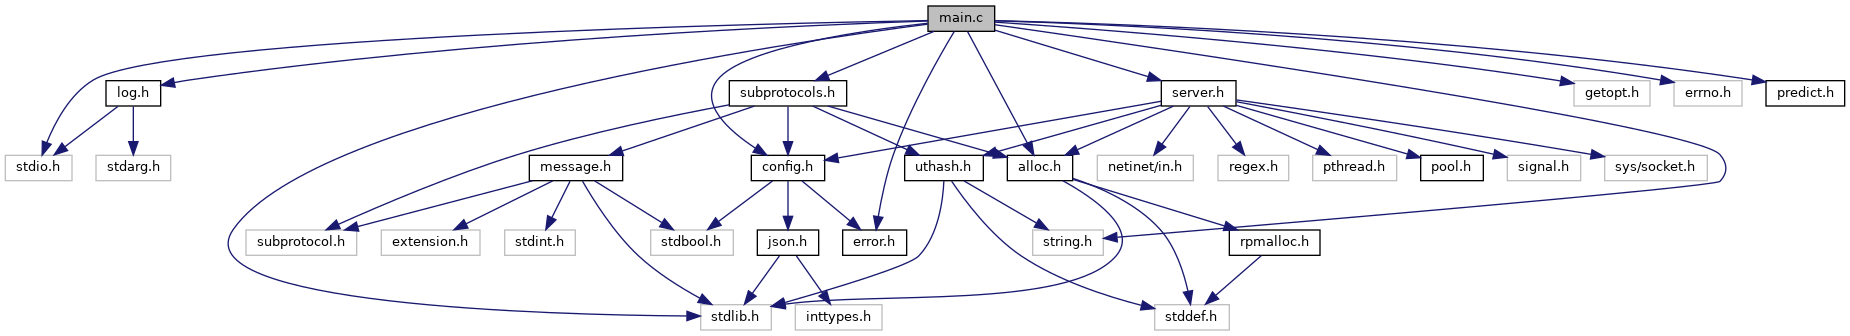 main.c
log.h
subprotocols.h
server.h
getopt.h
errno.h
predict.h
stdio.h
stdarg.h
message.h
config.h
uthash.h
alloc.h
netinet/in.h
regex.h
pthread.h
pool.h
signal.h
sys/socket.h
subprotocol.h
extension.h
stdint.h
stdbool.h
json.h
error.h
string.h
rpmalloc.h
stdlib.h
inttypes.h
stddef.h